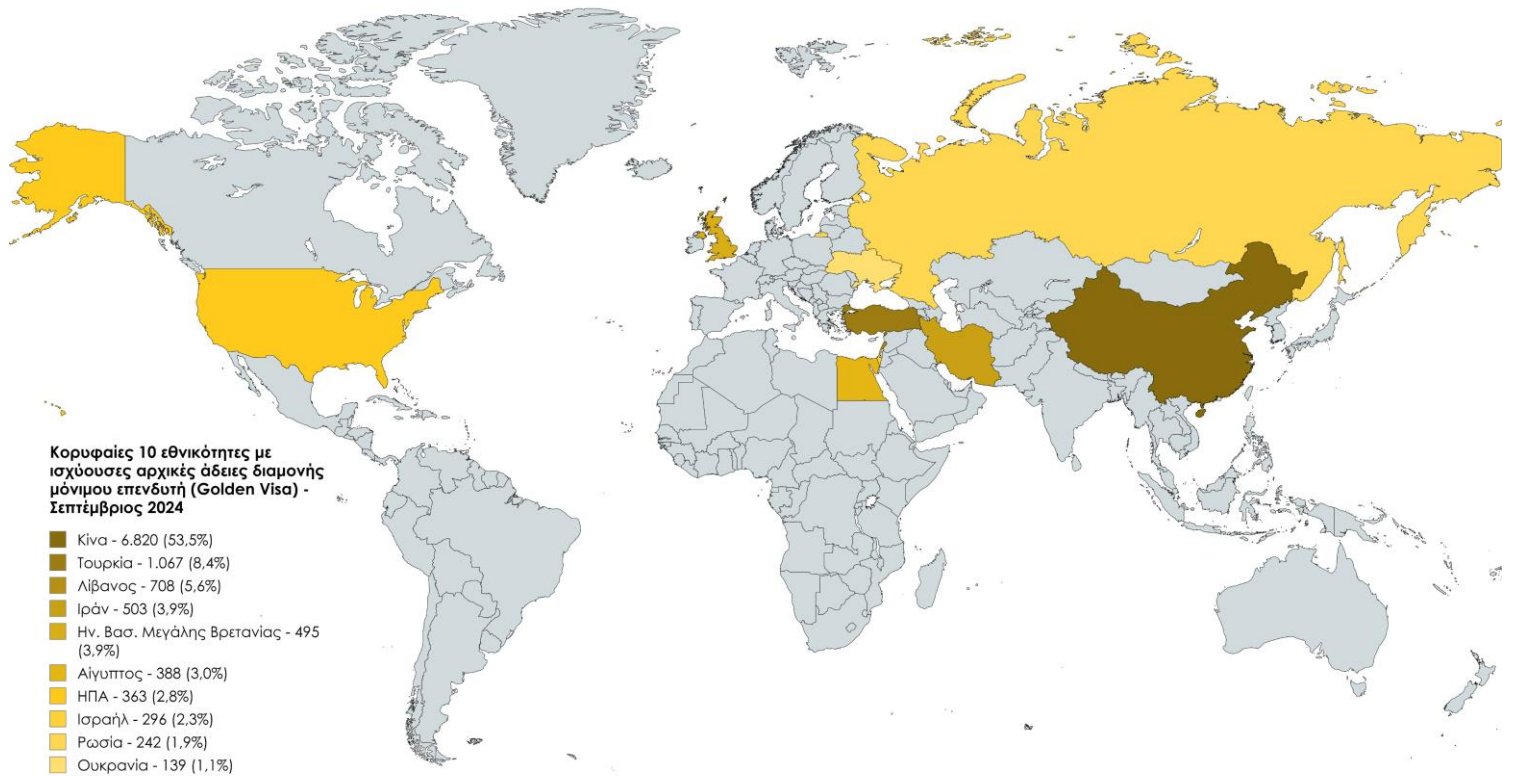 Κορυφαίες 10 εθνικότητες με
ισχύουσες αρχικές άδειες διαμονής
μόνιμου επενδυτή (Golden Visa) -
Σεπτέμβριος 2024
Κίνα - 6.820 (53,5%)
Τουρκία - 1.067 (8,4%)
Λίβανος - 708 (5,6%)
Ιράν - 503 (3,9%)
Ην. Βασ. Μεγάλης Βρετανίας - 495
(3,9%)
Αίγυπτος - 388 (3,0%)
ΗΠΑ - 363 (2,8%)
Ισραήλ - 296 (2,3%)
Ρωσία - 242 (1,9%)
Ουκρανία - 139 (1,1%)